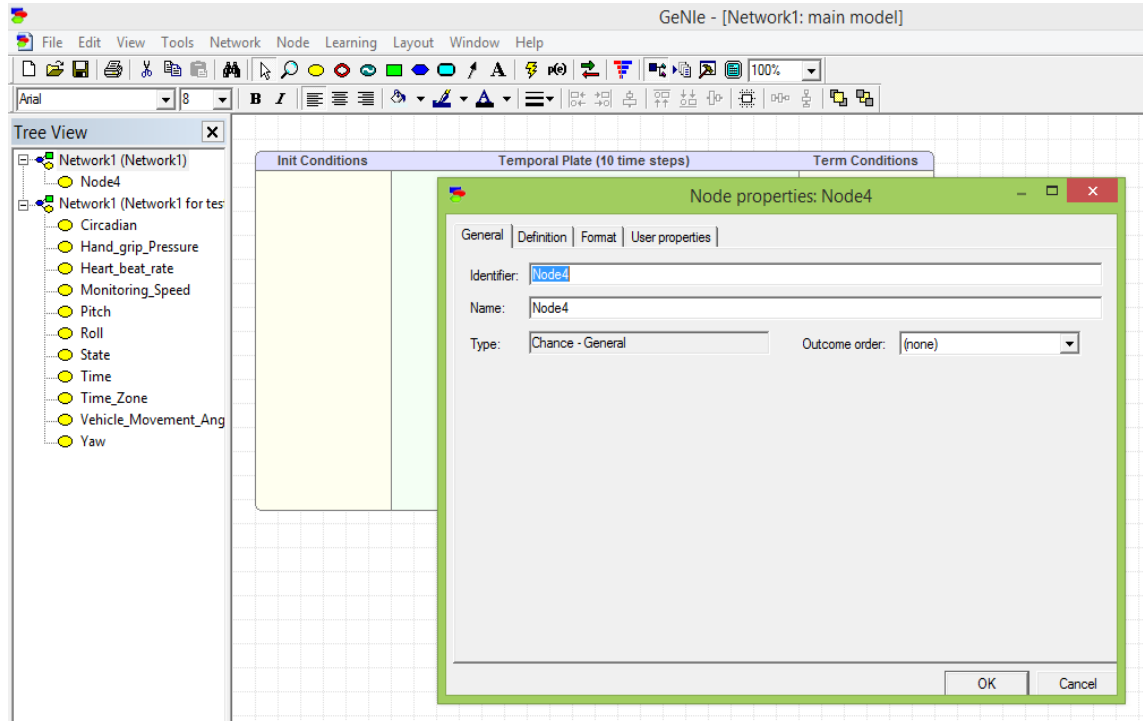 GeNIe - [Network1: main model]
File Edit View Tools Network Node Learning Layout Window Help
A P(e) 100%
Arial 8 B I A
Tree View
Network1 (Network1)
Node4
Network1 (Network1 for tes
Circadian
Hand_grip_Pressure
Heart_beat_rate
Monitoring_Speed
Pitch
Roll
State
Time
Time_Zone
Vehicle_Movement_Ang
Yaw
Init Conditions Temporal Plate (10 time steps) Term Conditions
Node properties: Node4
General Definition Format User properties
Identifier: Node4
Name: Node4
Type: Chance - General Outcome order: (none)
OK Cancel